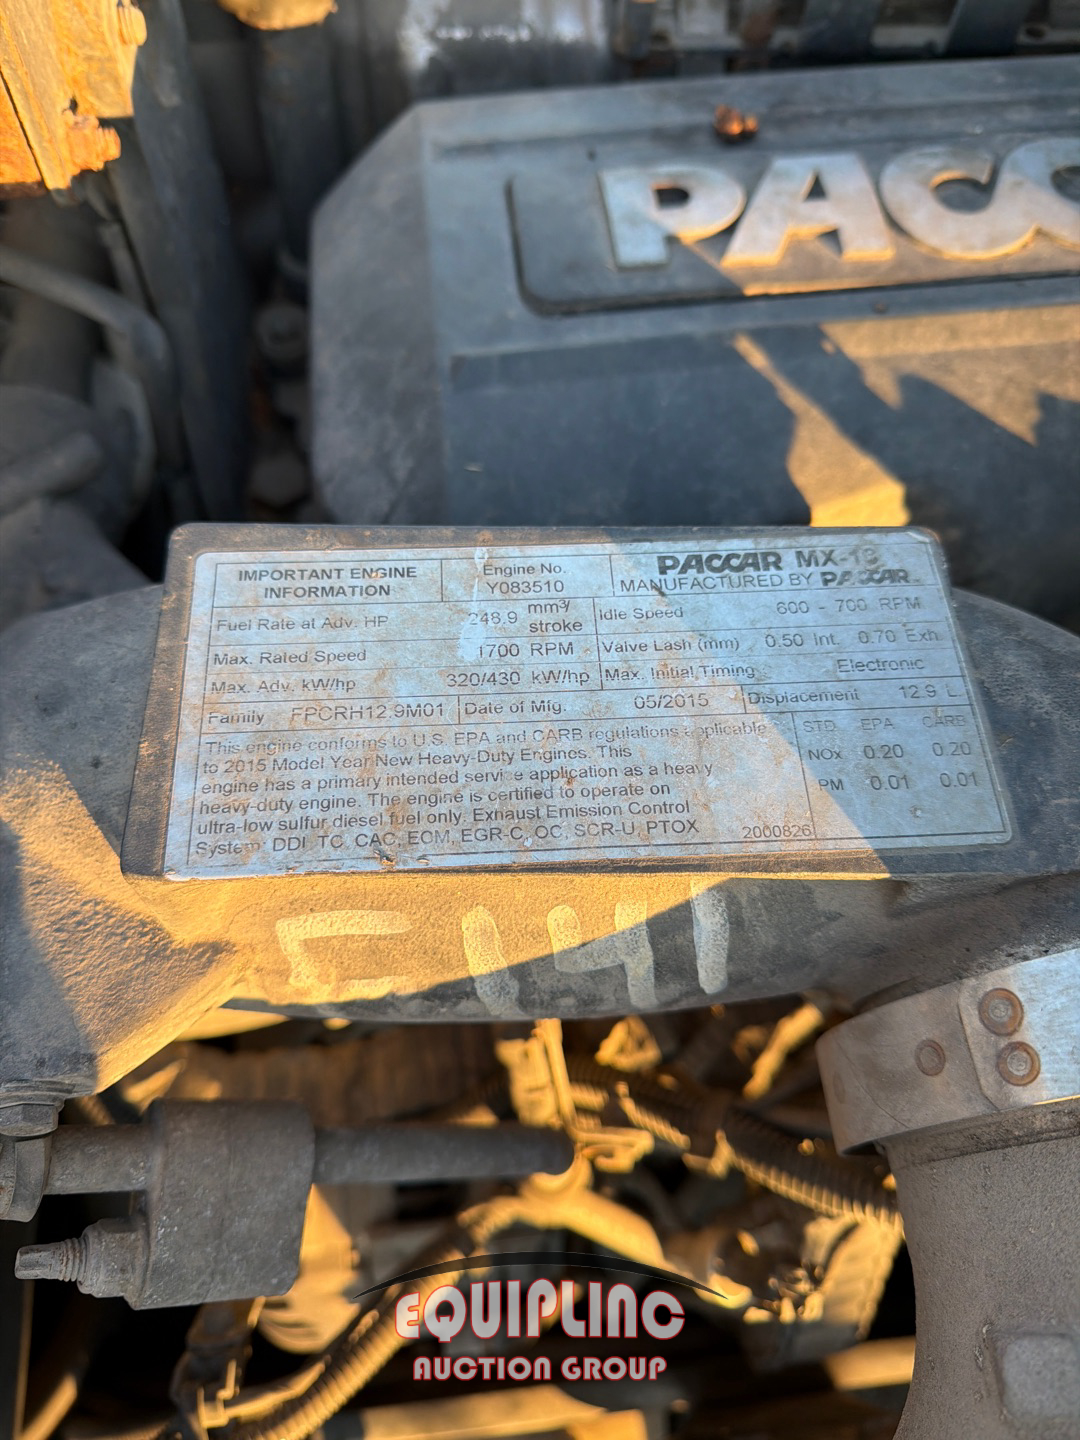 PACC
IMPORTANT ENGINE INFORMATION
Engine No. Y083510
PACCAR MX-13
MANUFACTURED BY PACCAR
Fuel Rate at Adv. HP 248.9 mm3/ stroke
Idle Speed 600 - 700 RPM
Max. Rated Speed 1700 RPM
Valve Lash (mm) 0.50 Int. 0.70 Exh.
Max. Adv. kW/hp 320/430 kW/hp
Max. Initial Timing Electronic
Family FPCRH12.9M01
Date of Mfg. 05/2015
Displacement 12.9 L
This engine conforms to U.S. EPA and CARB regulations applicable
to 2015 Model Year New Heavy-Duty Engines. This
engine has a primary intended service application as a heavy
heavy-duty engine. The engine is certified to operate on
ultra-low sulfur diesel fuel only. Exhaust Emission Control
System: DDI, TC, CAC, ECM, EGR-C, OC, SCR-U, PTOX
2000826
STD EPA CARB
NOx 0.20 0.20
PM 0.01 0.01
EQUIPLINC
AUCTION GROUP